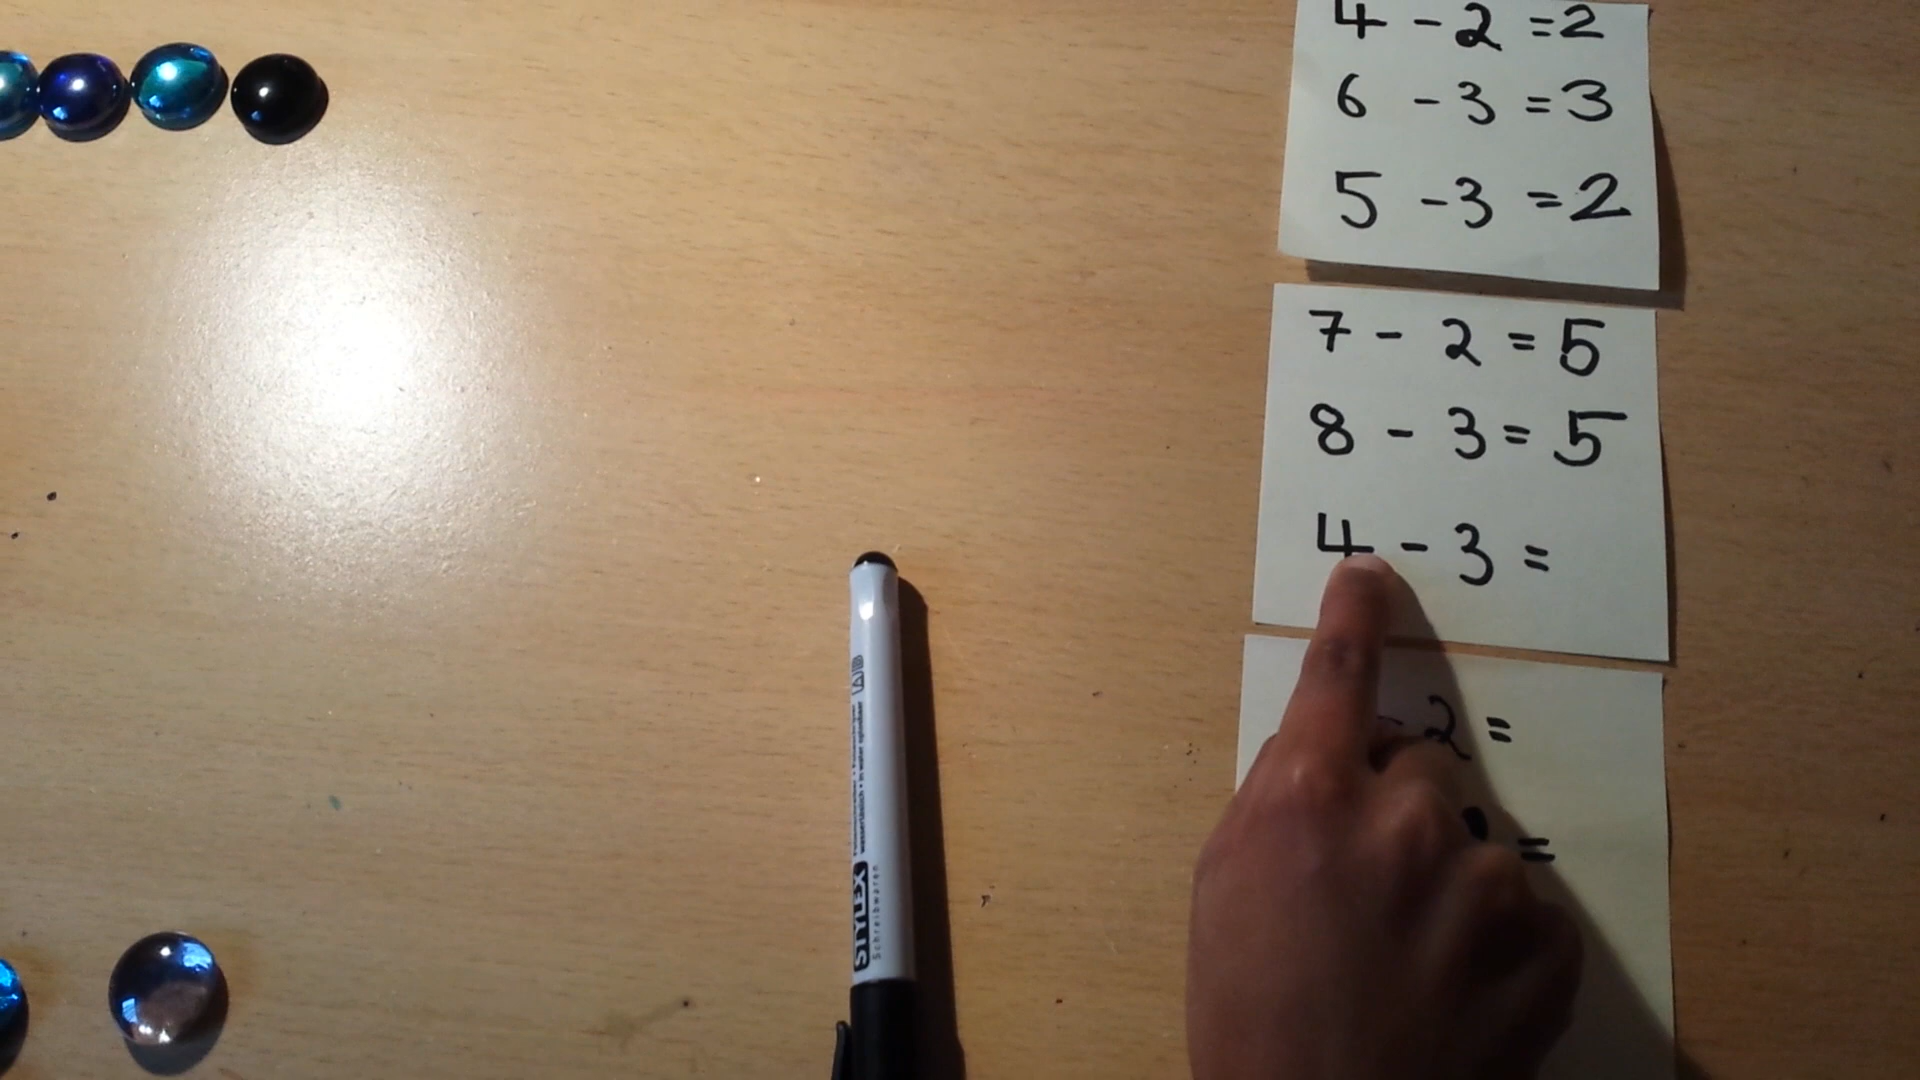 4 - 2 = 2
6 - 3 = 3
5 - 3 = 2
7 - 2 = 5
8 - 3 = 5
4 - 3 =
- 2 =
=
STYLEX
Schreibwaren